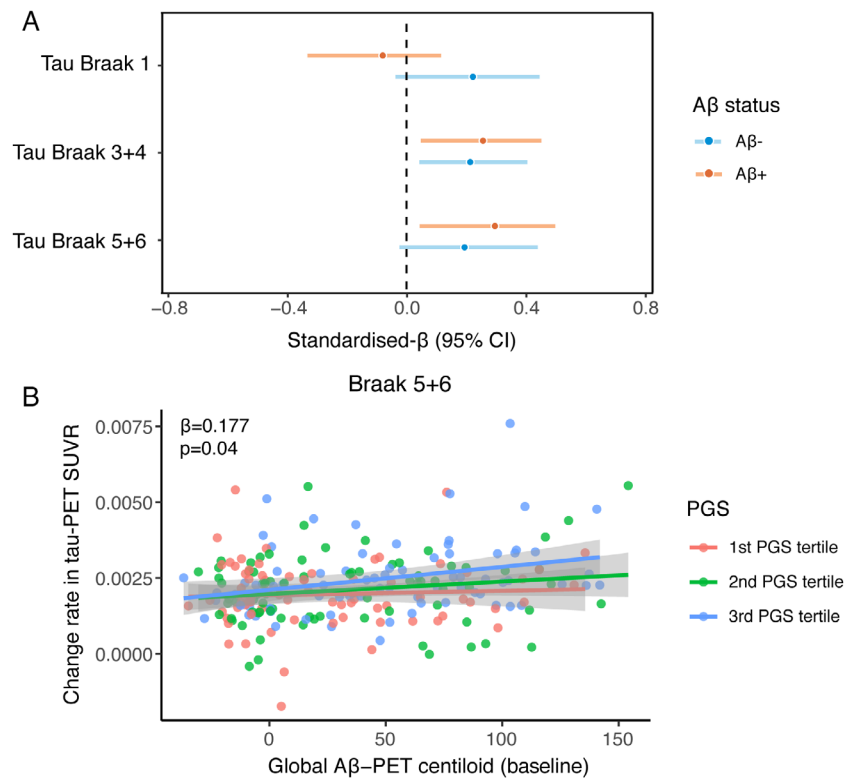 A
Tau Braak 1
Tau Braak 3+4
Tau Braak 5+6
−0.8
−0.4
0.0
0.4
0.8
Standardised-β (95% CI)
Aβ status
Aβ-
Aβ+
B
Braak 5+6
β=0.177
p=0.04
Change rate in tau-PET SUVR
0.0075
0.0050
0.0025
0.0000
0
50
100
150
Global Aβ−PET centiloid (baseline)
PGS
1st PGS tertile
2nd PGS tertile
3rd PGS tertile